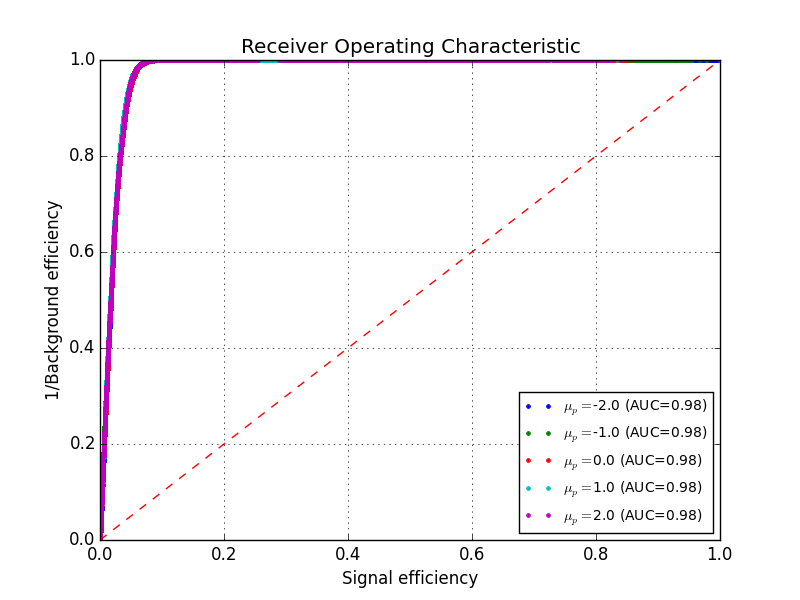 Receiver Operating Characteristic
1.0
0.8
0.6
0.4
0.2
0.0
1/Background efficiency
μp =-2.0 (AUC=0.98)
μp =-1.0 (AUC=0.98)
μp =0.0 (AUC=0.98)
μp =1.0 (AUC=0.98)
μp =2.0 (AUC=0.98)
0.0 0.2 0.4 0.6 0.8 1.0
Signal efficiency